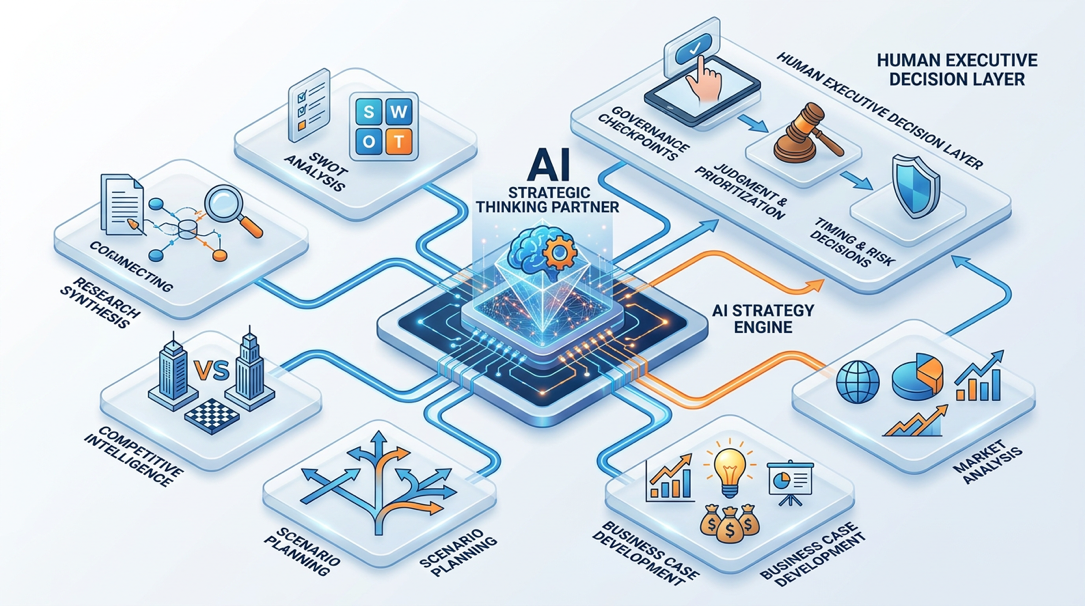 HUMAN EXECUTIVE
DECISION LAYER
HUMAN EXECUTIVE DECISION LAYER
GOVERNANCE
CHECKPOINTS
JUDGMENT &
PRIORITIZATION
TIMING & RISK
DECISIONS
S W
O T
SWOT
ANALYSIS
AI
STRATEGIC
THINKING PARTNER
RESEARCH
SYNTHESIS
AI STRATEGY
ENGINE
VS
COMPETITIVE
INTELLIGENCE
SCENARIO
PLANNING
SCENARIO
PLANNING
$ $ $
BUSINESS CASE
DEVELOPMENT
BUSINESS CASE
DEVELOPMENT
MARKET
ANALYSIS